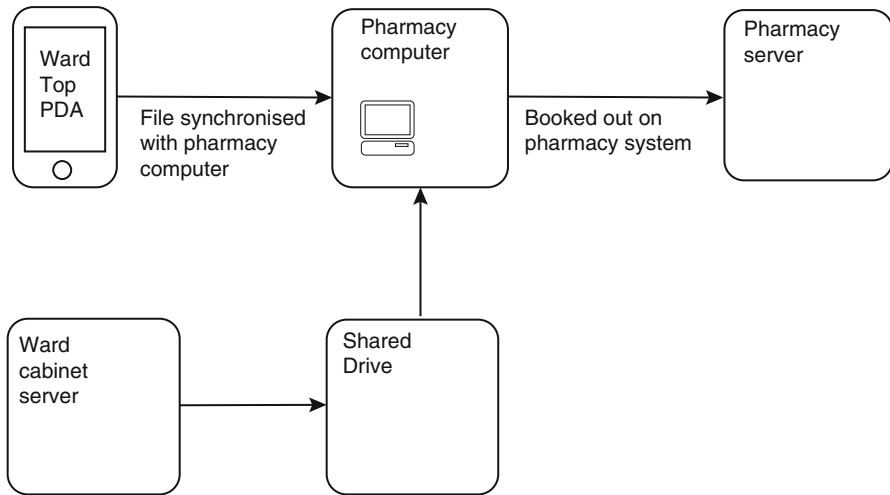 Ward
Top
PDA
File synchronised
with pharmacy
computer
Pharmacy
computer
Booked out on
pharmacy system
Pharmacy
server
Ward
cabinet
server
Shared
Drive